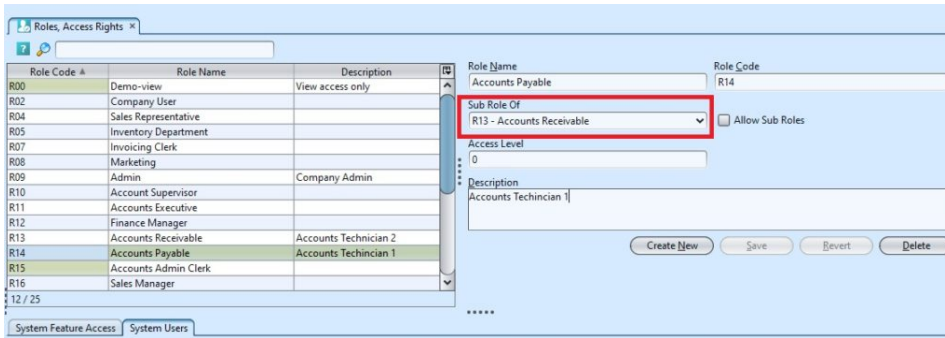 Roles, Access Rights ×
?
Role Code Role Name Description
R00 Demo-view View access only
R02 Company User
R04 Sales Representative
R05 Inventory Department
R07 Invoicing Clerk
R08 Marketing
R09 Admin Company Admin
R10 Account Supervisor
R11 Accounts Executive
R12 Finance Manager
R13 Accounts Receivable Accounts Technician 2
R14 Accounts Payable Accounts Techincian 1
R15 Accounts Admin Clerk
R16 Sales Manager
12 / 25
Role Name Role Code
Accounts Payable R14
Sub Role Of
R13 - Accounts Receivable Allow Sub Roles
Access Level
0
Description
Accounts Techincian 1
Create New Save Revert Delete
System Feature Access System Users